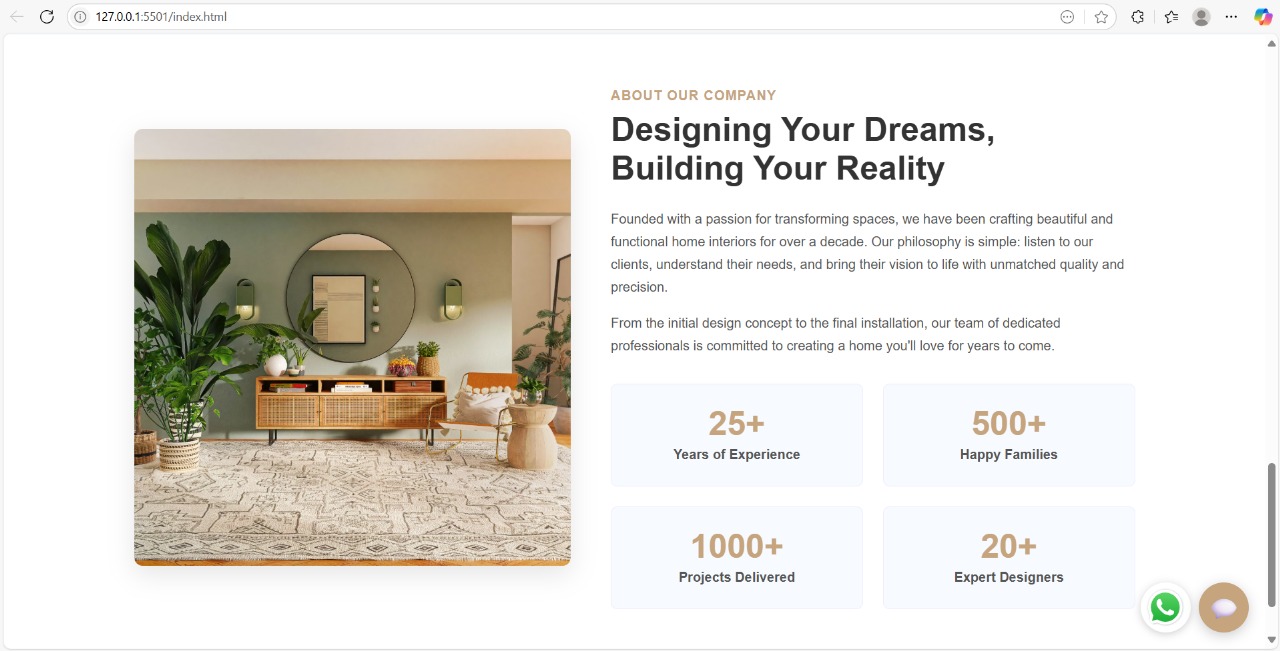 127.0.0.1:5501/index.html
ABOUT OUR COMPANY
Designing Your Dreams,
Building Your Reality
Founded with a passion for transforming spaces, we have been crafting beautiful and
functional home interiors for over a decade. Our philosophy is simple: listen to our
clients, understand their needs, and bring their vision to life with unmatched quality and
precision.
From the initial design concept to the final installation, our team of dedicated
professionals is committed to creating a home you'll love for years to come.
25+
Years of Experience
500+
Happy Families
1000+
Projects Delivered
20+
Expert Designers